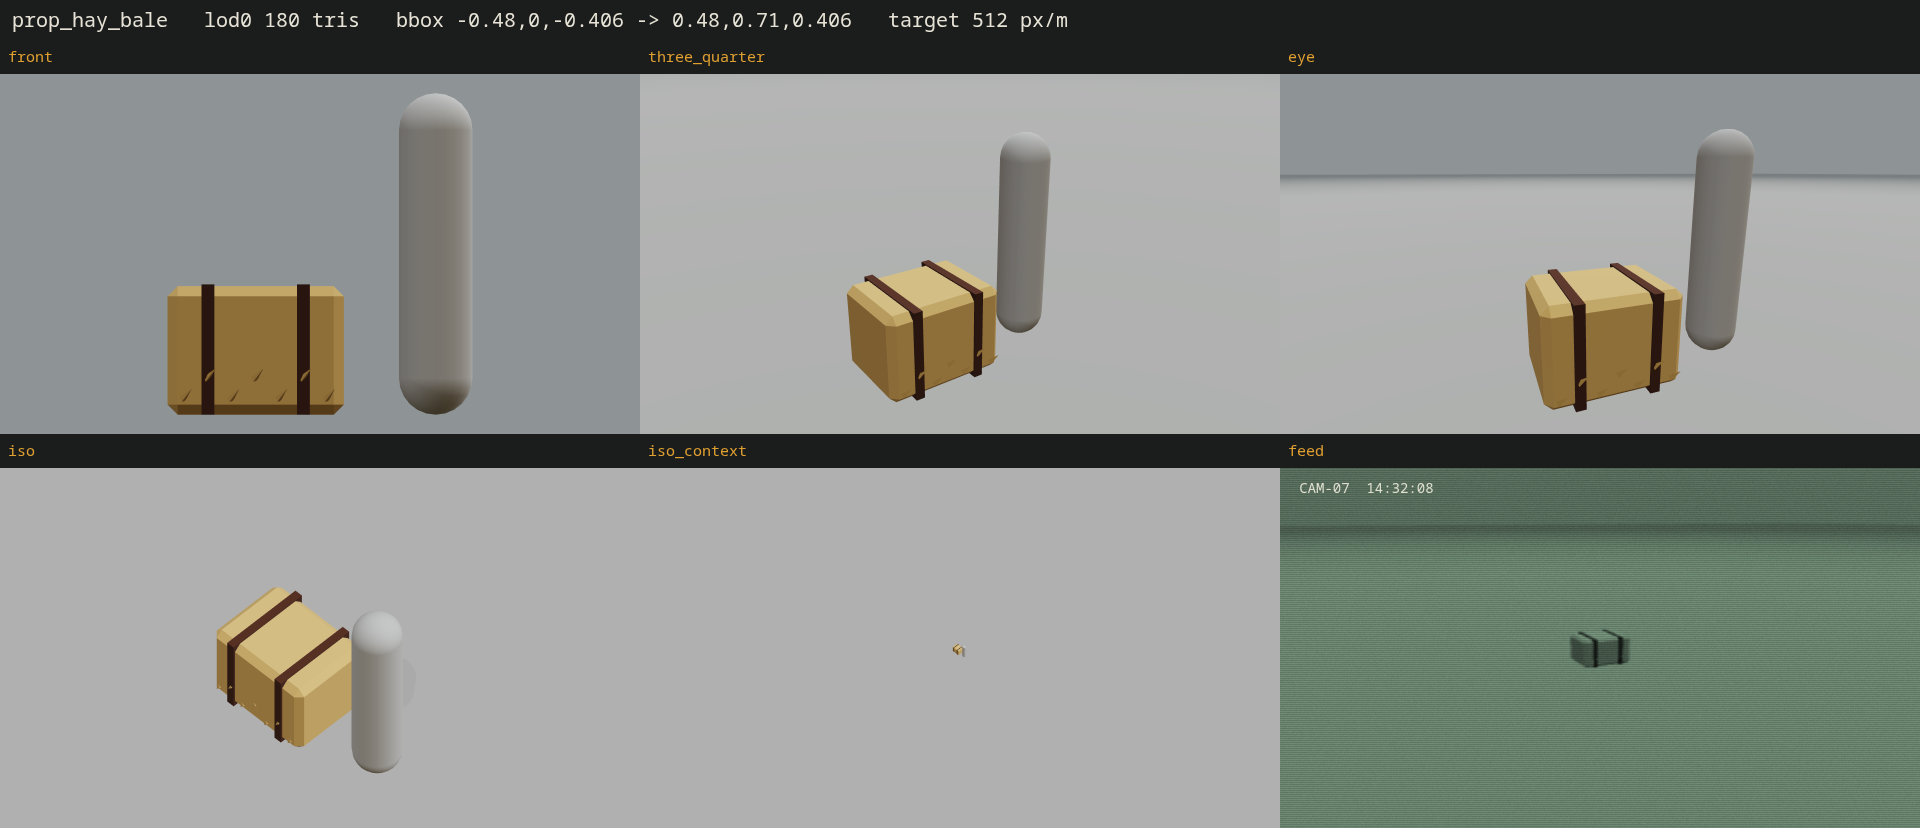 prop_hay_bale lod0 180 tris bbox -0.48,0,-0.406 -> 0.48,0.71,0.406 target 512 px/m
front three_quarter eye
iso iso_context feed
CAM-07 14:32:08